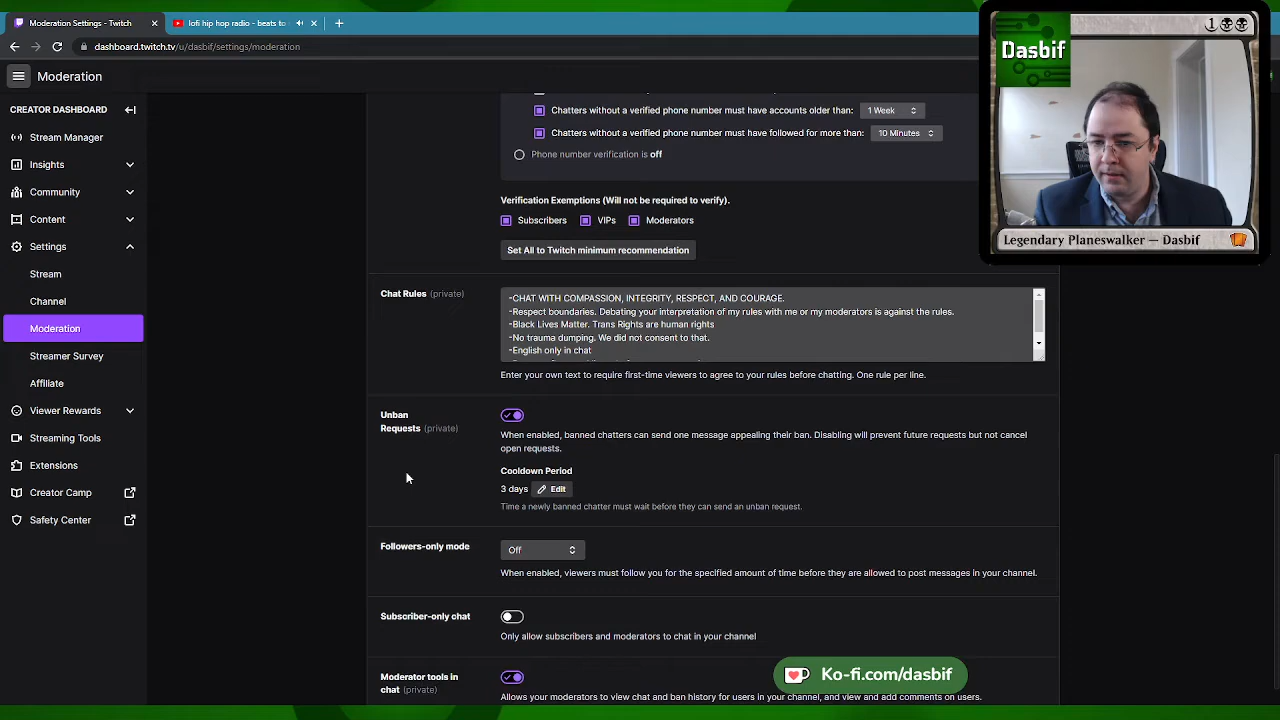 Moderation Settings - Twitch
lofi hip hop radio - beats to
dashboard.twitch.tv/u/dasbif/settings/moderation
Moderation
CREATOR DASHBOARD
Stream Manager
Insights
Community
Content
Settings
Stream
Channel
Moderation
Streamer Survey
Affiliate
Viewer Rewards
Streaming Tools
Extensions
Creator Camp
Safety Center
Chatters without a verified phone number must have accounts older than: 1 Week
Chatters without a verified phone number must have followed for more than: 10 Minutes
Phone number verification is off
Verification Exemptions (Will not be required to verify).
Subscribers VIPs Moderators
Set All to Twitch minimum recommendation
Chat Rules (private)
-CHAT WITH COMPASSION, INTEGRITY, RESPECT, AND COURAGE.
-Respect boundaries. Debating your interpretation of my rules with me or my moderators is against the rules.
-Black Lives Matter. Trans Rights are human rights
-No trauma dumping. We did not consent to that.
-English only in chat
Enter your own text to require first-time viewers to agree to your rules before chatting. One rule per line.
Unban
Requests (private)
When enabled, banned chatters can send one message appealing their ban. Disabling will prevent future requests but not cancel
open requests.
Cooldown Period
3 days Edit
Time a newly banned chatter must wait before they can send an unban request.
Followers-only mode
Off
When enabled, viewers must follow you for the specified amount of time before they are allowed to post messages in your channel.
Subscriber-only chat
Only allow subscribers and moderators to chat in your channel
Moderator tools in
chat (private)
Allows your moderators to view chat and ban history for users in your channel, and view and add comments on users.
Ko-fi.com/dasbif
1
Dasbif
Legendary Planeswalker — Dasbif